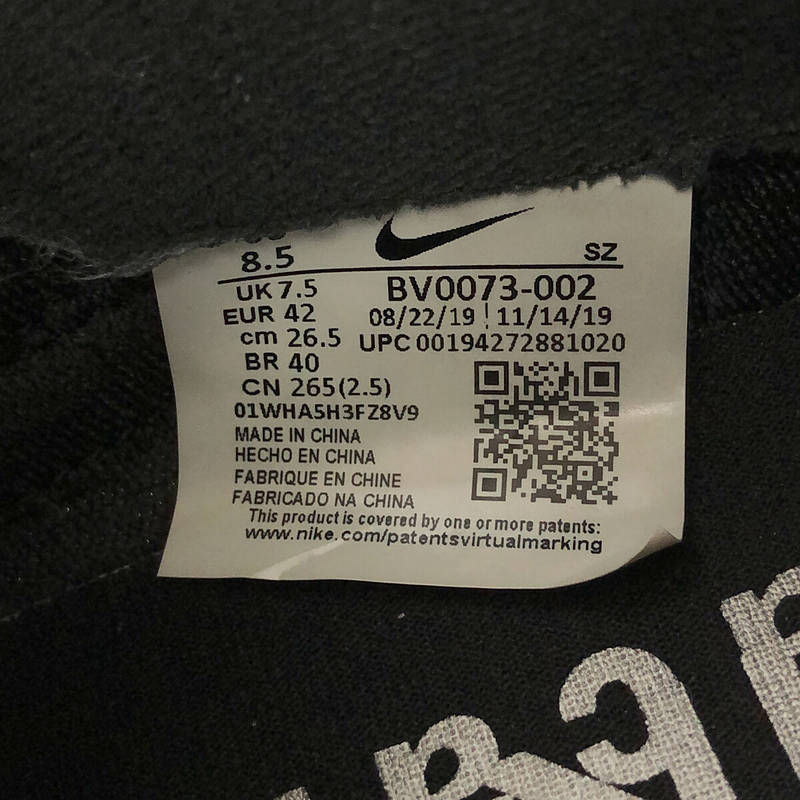 8.5 SZ
UK 7.5 BV0073-002
EUR 42 08/22/19 11/14/19
cm 26.5 UPC 00194272881020
BR 40
CN 265(2.5)
01WHA5H3FZ8V9
MADE IN CHINA
HECHO EN CHINA
FABRIQUE EN CHINE
FABRICADO NA CHINA
This product is covered by one or more patents:
www.nike.com/patentsvirtualmarking